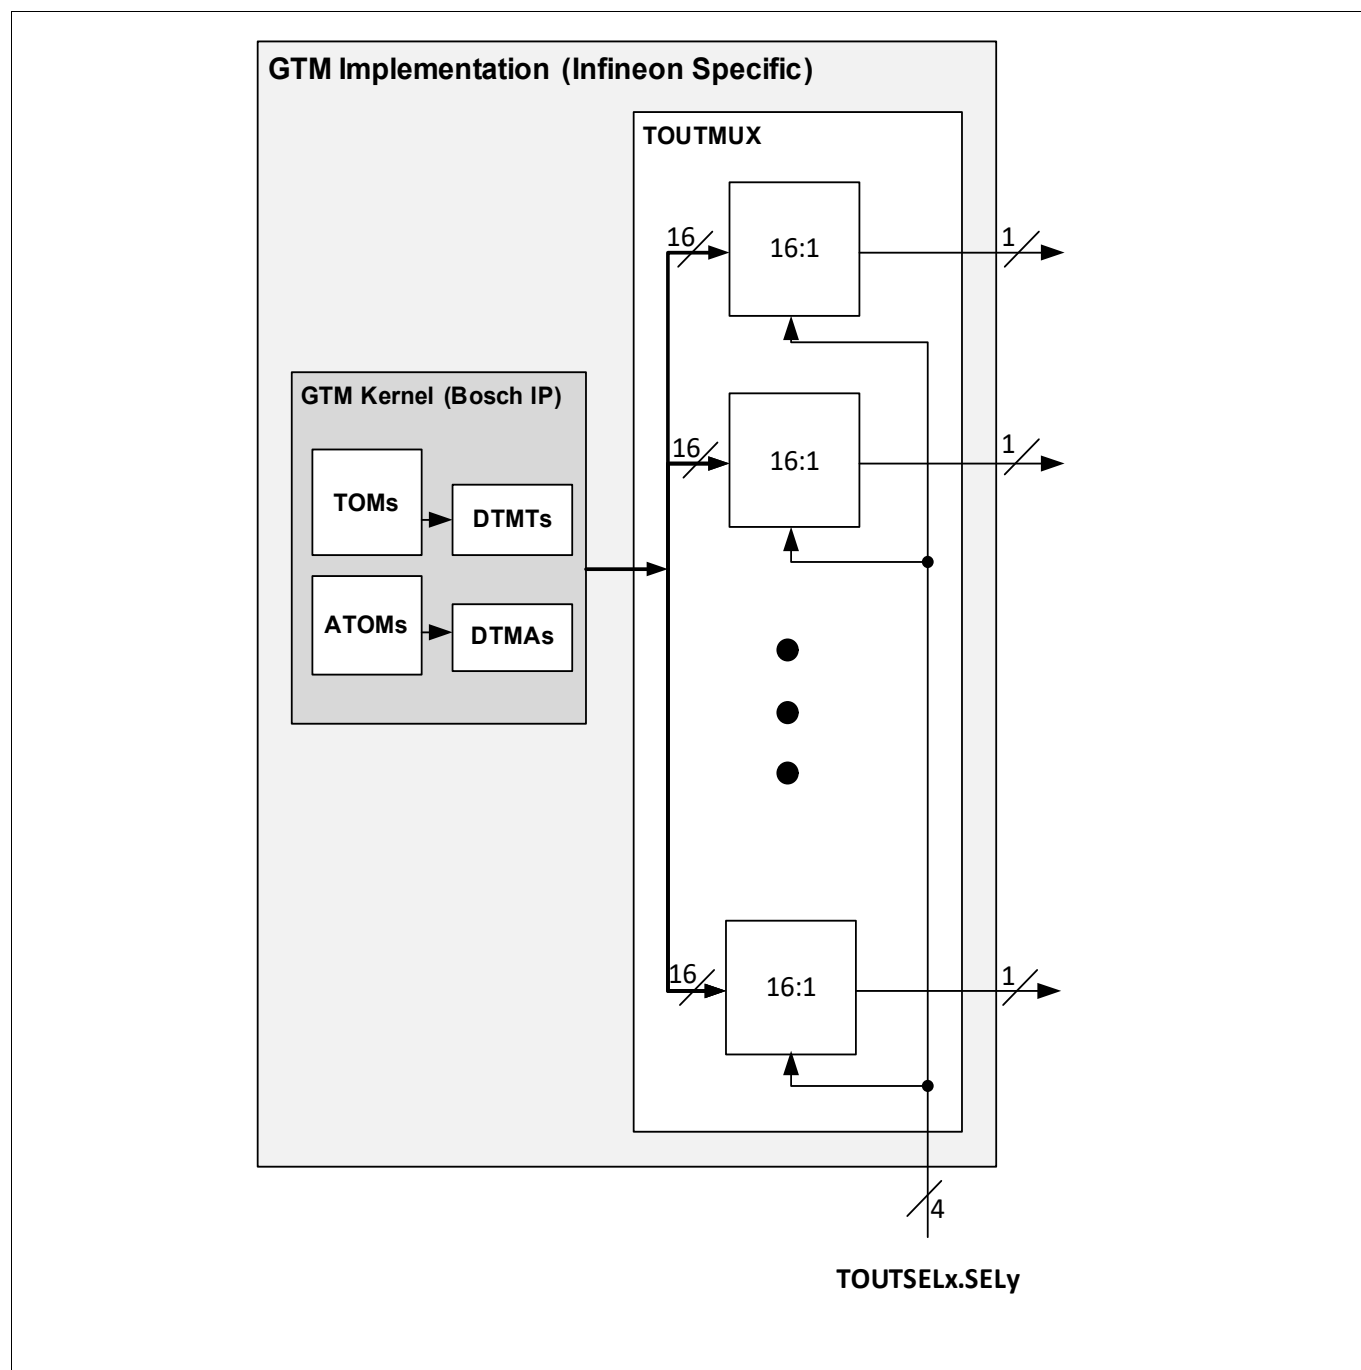 GTM Implementation (Infineon Specific)
TOUTMUX
16
16:1
1
GTM Kernel (Bosch IP)
16
16:1
1
TOMs
DTMTs
ATOMs
DTMAs
16
16:1
1
4
TOUTSELx.SELy